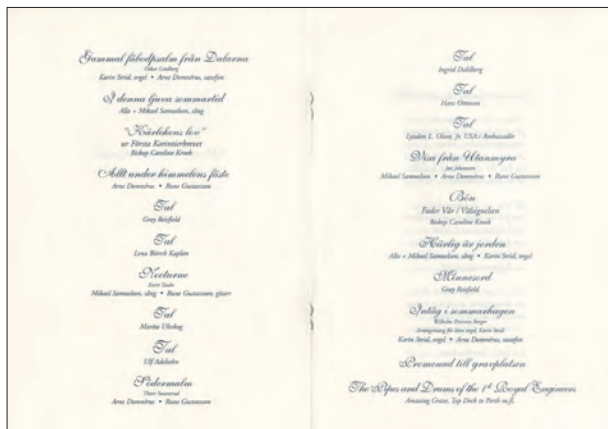 Gammal fäbodpsalm från Dalarna
Oskar Lindberg
Karin Strid, orgel • Arne Domnérus, saxofon
I denna ljuva sommartid
Alla + Mikael Samuelson, sång
"Kärlekens lov"
ur Första Korintierbrevet
Biskop Caroline Krook
Allt under himmelens fäste
Arne Domnérus • Rune Gustafsson
Tal
Gray Reisfield
Tal
Lena Biörck Kaplan
Nocturne
Evert Taube
Mikael Samuelson, sång • Rune Gustafsson, gitarr
Tal
Marita Ulvskog
Tal
Ulf Adelsohn
Södermalm
Arne Domnérus • Rune Gustafsson
Tal
Ingrid Dahlberg
Tal
Hans Ottosson
Tal
Lyndon L. Olson, Jr. USA:s Ambassadör
Visa från Utanmyra
Jan Johansson
Mikael Samuelson • Arne Domnérus • Rune Gustafsson
Bön
Fader Vår / Välsignelsen
Biskop Caroline Krook
Härlig är jorden
Alla + Mikael Samuelson, sång • Karin Strid, orgel
Minnesord
Gray Reisfield
Intåg i sommarhagen
Wilhelm Peterson-Berger
Arrangemang för liten orgel, Karin Strid
Karin Strid, orgel • Arne Domnérus, saxofon
Promenad till gravplatsen
The Pipes and Drums of the 1st Royal Engineers
Amazing Grace, Tap Dock to Perth m.fl.